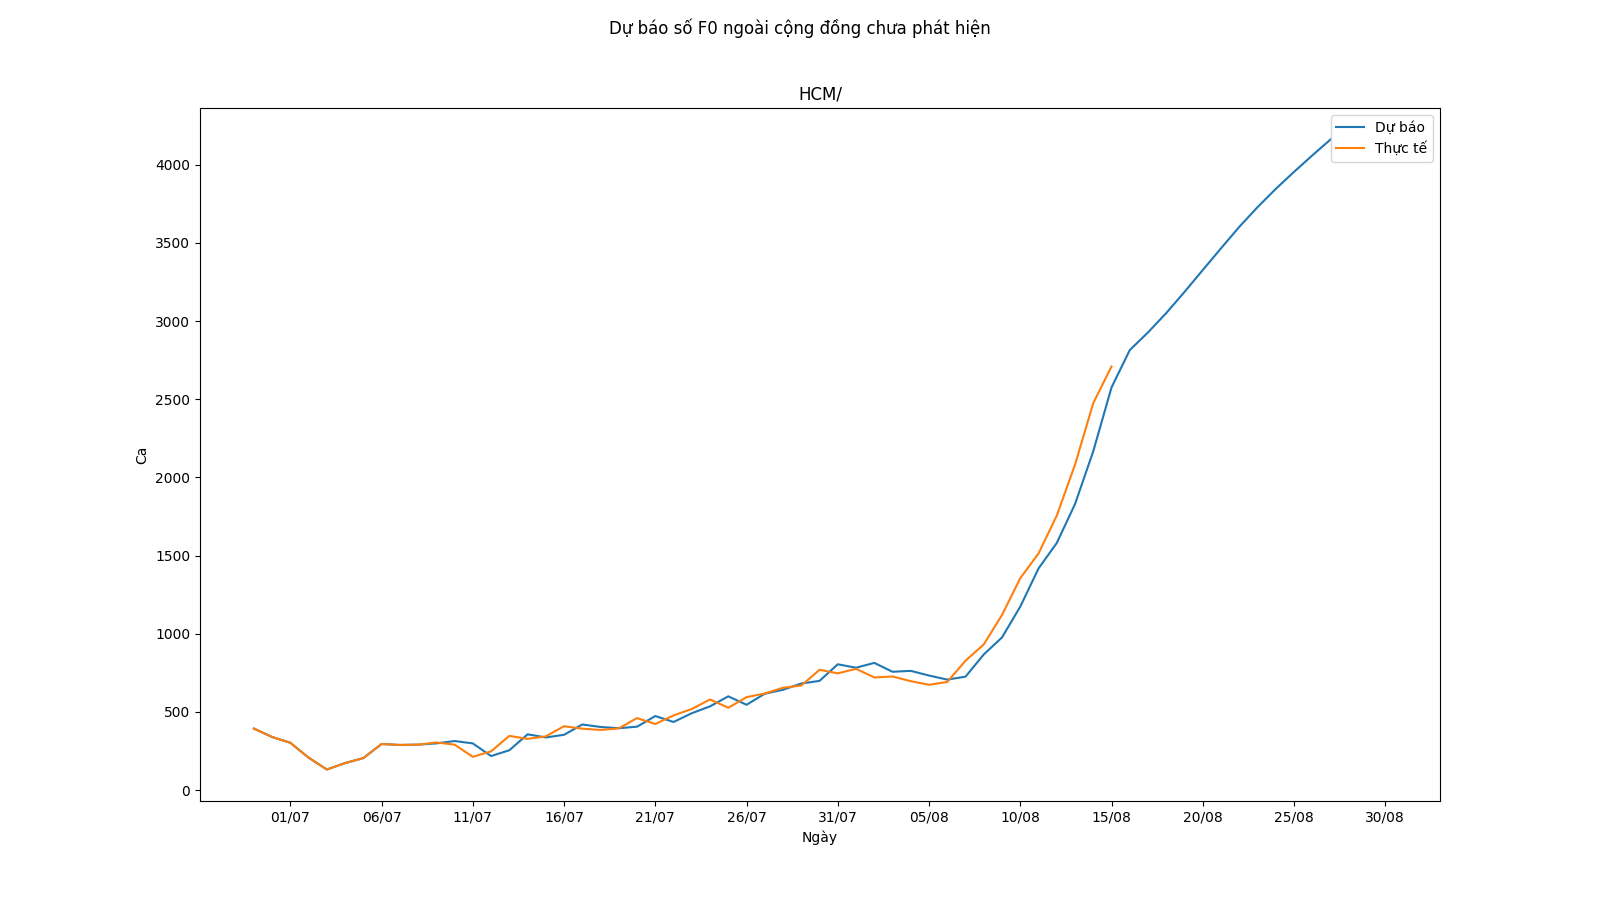 Dự báo số F0 ngoài cộng đồng chưa phát hiện
HCM/
Dự báo
Thực tế
4000
3500
3000
2500
2000
1500
1000
500
0
Ca
01/07 06/07 11/07 16/07 21/07 26/07 31/07 05/08 10/08 15/08 20/08 25/08 30/08
Ngày